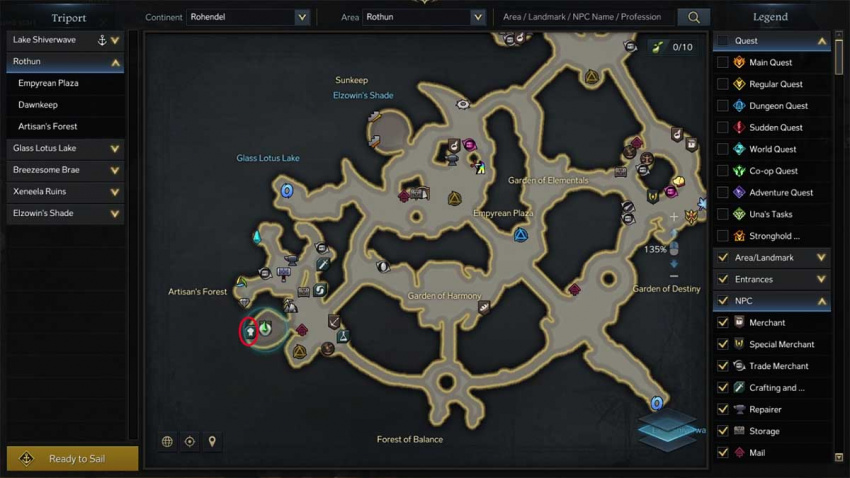 Triport
Continent
Rohendel
Area
Rothun
Area / Landmark / NPC Name / Profession
Legend
Lake Shiverwave
Rothun
Empyrean Plaza
Dawnkeep
Artisan's Forest
Glass Lotus Lake
Breezesome Brae
Xeneela Ruins
Elzowin's Shade
Ready to Sail
0/10
Sunkeep
Elzowin's Shade
Glass Lotus Lake
Garden of Elementals
Empyrean Plaza
135%
Artisan's Forest
Garden of Harmony
Garden of Destiny
Forest of Balance
Quest
Main Quest
Regular Quest
Dungeon Quest
Sudden Quest
World Quest
Co-op Quest
Adventure Quest
Una's Tasks
Stronghold ...
Area/Landmark
Entrances
NPC
Merchant
Special Merchant
Trade Merchant
Crafting and ...
Repairer
Storage
Mail